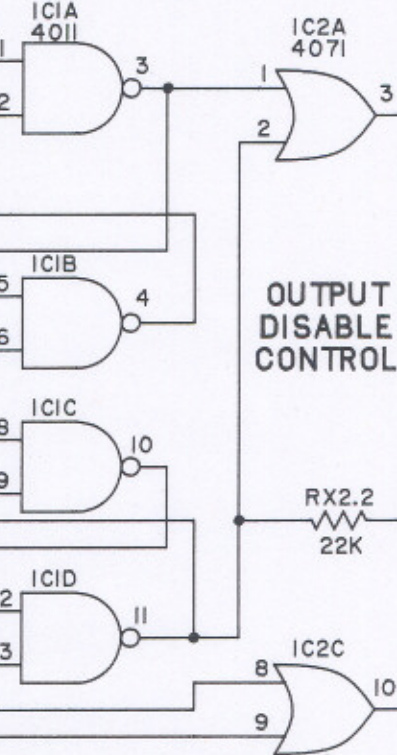 IC1A
4011
1
2
3
IC2A
4071
1
2
3
IC1B
5
6
4
OUTPUT
DISABLE
CONTROL
IC1C
8
9
10
RX2.2
22K
IC1D
2
3
11
IC2C
8
9
10